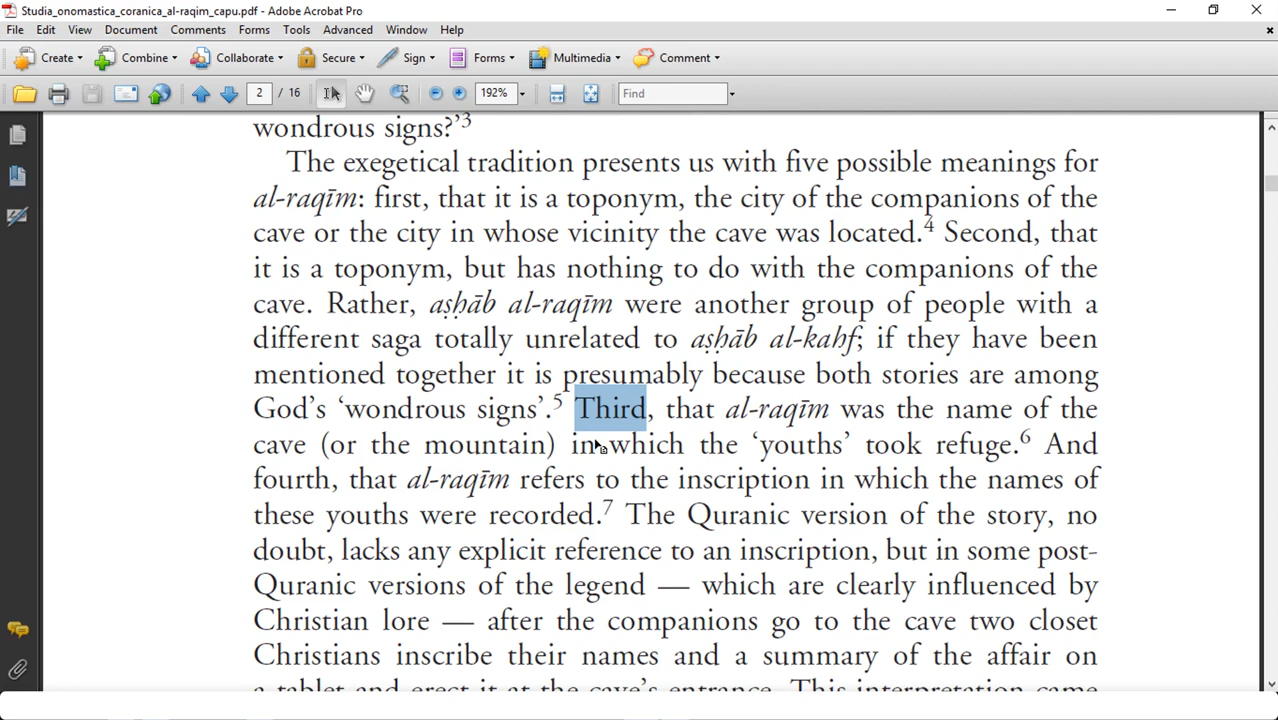 Studia_onomastica_coranica_al-raqim_capu.pdf - Adobe Acrobat Pro
File Edit View Document Comments Forms Tools Advanced Window Help
Create Combine Collaborate Secure Sign Forms Multimedia Comment
2 / 16 192% Find
wondrous signs?’3
The exegetical tradition presents us with five possible meanings for
al-raqīm: first, that it is a toponym, the city of the companions of the
cave or the city in whose vicinity the cave was located.4 Second, that
it is a toponym, but has nothing to do with the companions of the
cave. Rather, aṣḥāb al-raqīm were another group of people with a
different saga totally unrelated to aṣḥāb al-kahf; if they have been
mentioned together it is presumably because both stories are among
God’s ‘wondrous signs’.5 Third, that al-raqīm was the name of the
cave (or the mountain) in which the ‘youths’ took refuge.6 And
fourth, that al-raqīm refers to the inscription in which the names of
these youths were recorded.7 The Quranic version of the story, no
doubt, lacks any explicit reference to an inscription, but in some post-
Quranic versions of the legend — which are clearly influenced by
Christian lore — after the companions go to the cave two closet
Christians inscribe their names and a summary of the affair on
a tablet and erect it at the cave’s entrance. This interpretation came